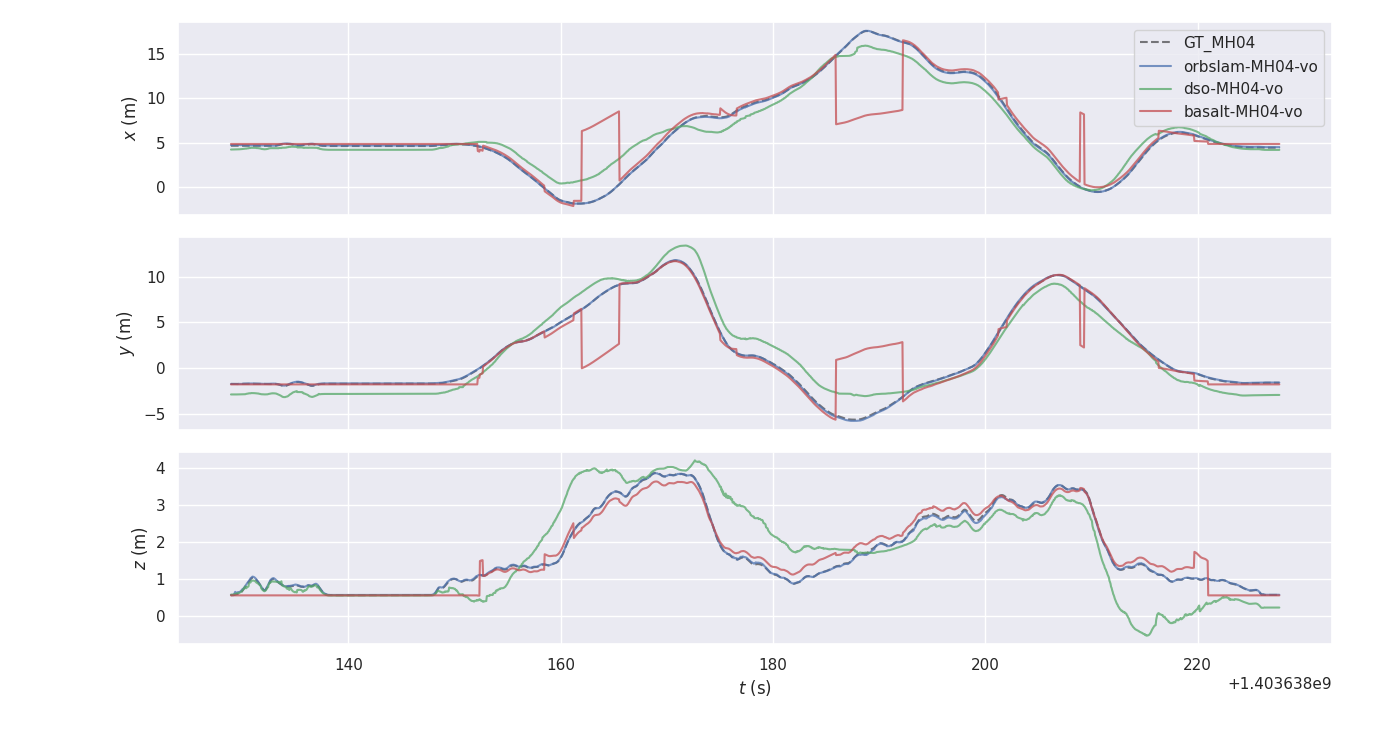 15
10
5
0
x (m)
GT_MH04
orbslam-MH04-vo
dso-MH04-vo
basalt-MH04-vo
10
5
0
−5
y (m)
4
3
2
1
0
z (m)
140
160
180
200
220
t (s)
+1.403638e9